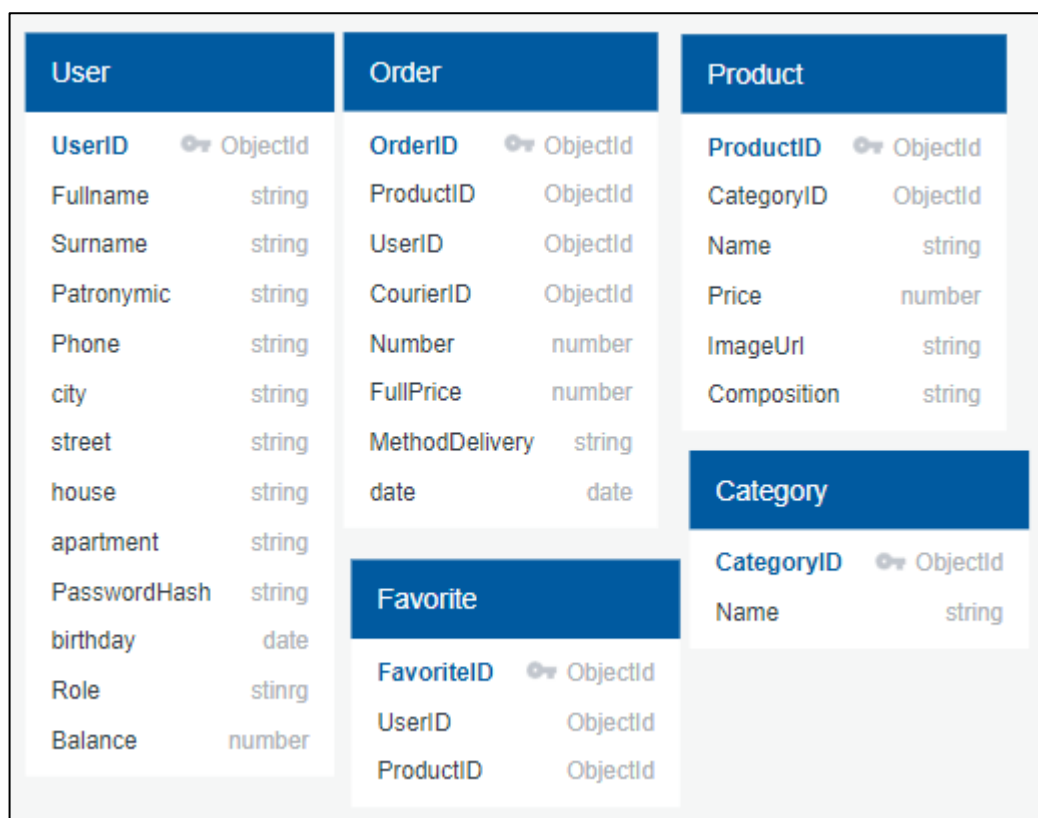 User
UserID ObjectId
Fullname string
Surname string
Patronymic string
Phone string
city string
street string
house string
apartment string
PasswordHash string
birthday date
Role stinrg
Balance number
Order
OrderID ObjectId
ProductID ObjectId
UserID ObjectId
CourierID ObjectId
Number number
FullPrice number
MethodDelivery string
date date
Favorite
FavoriteID ObjectId
UserID ObjectId
ProductID ObjectId
Product
ProductID ObjectId
CategoryID ObjectId
Name string
Price number
ImageUrl string
Composition string
Category
CategoryID ObjectId
Name string